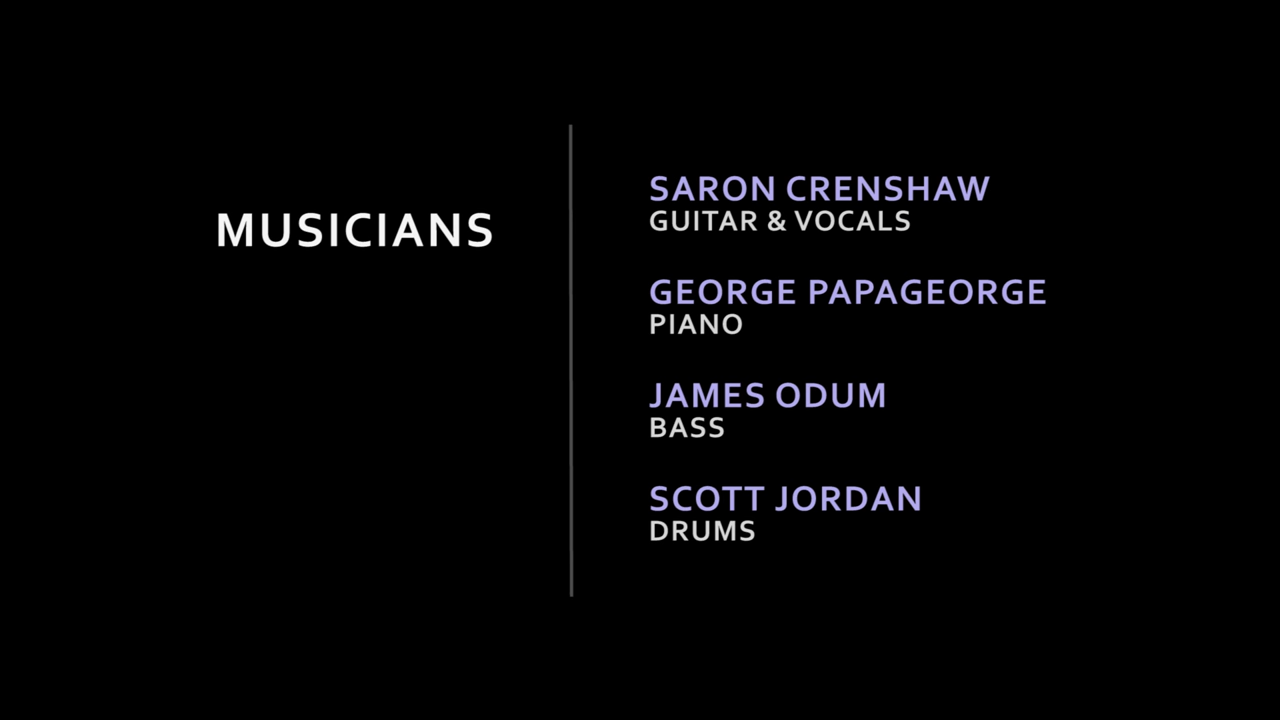 MUSICIANS
SARON CRENSHAW
GUITAR & VOCALS
GEORGE PAPAGEORGE
PIANO
JAMES ODUM
BASS
SCOTT JORDAN
DRUMS